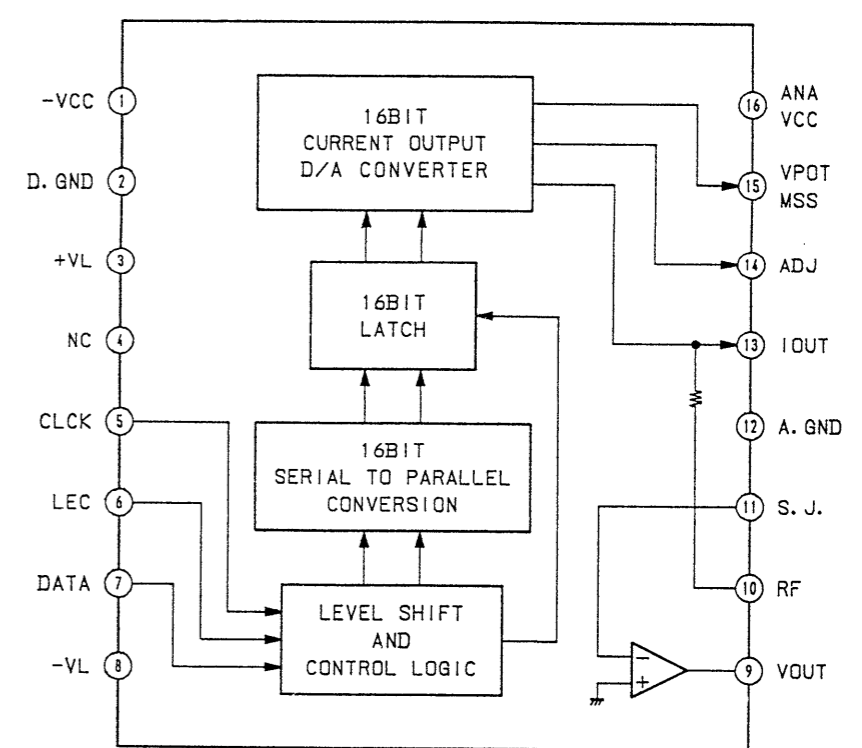 -VCC 1
D. GND 2
+VL 3
NC 4
CLCK 5
LEC 6
DATA 7
-VL 8
16BIT
CURRENT OUTPUT
D/A CONVERTER
16BIT
LATCH
16BIT
SERIAL TO PARALLEL
CONVERSION
LEVEL SHIFT
AND
CONTROL LOGIC
16 ANA
VCC
15 VPOT
MSS
14 ADJ
13 IOUT
12 A. GND
11 S. J.
10 RF
9 VOUT
-
+